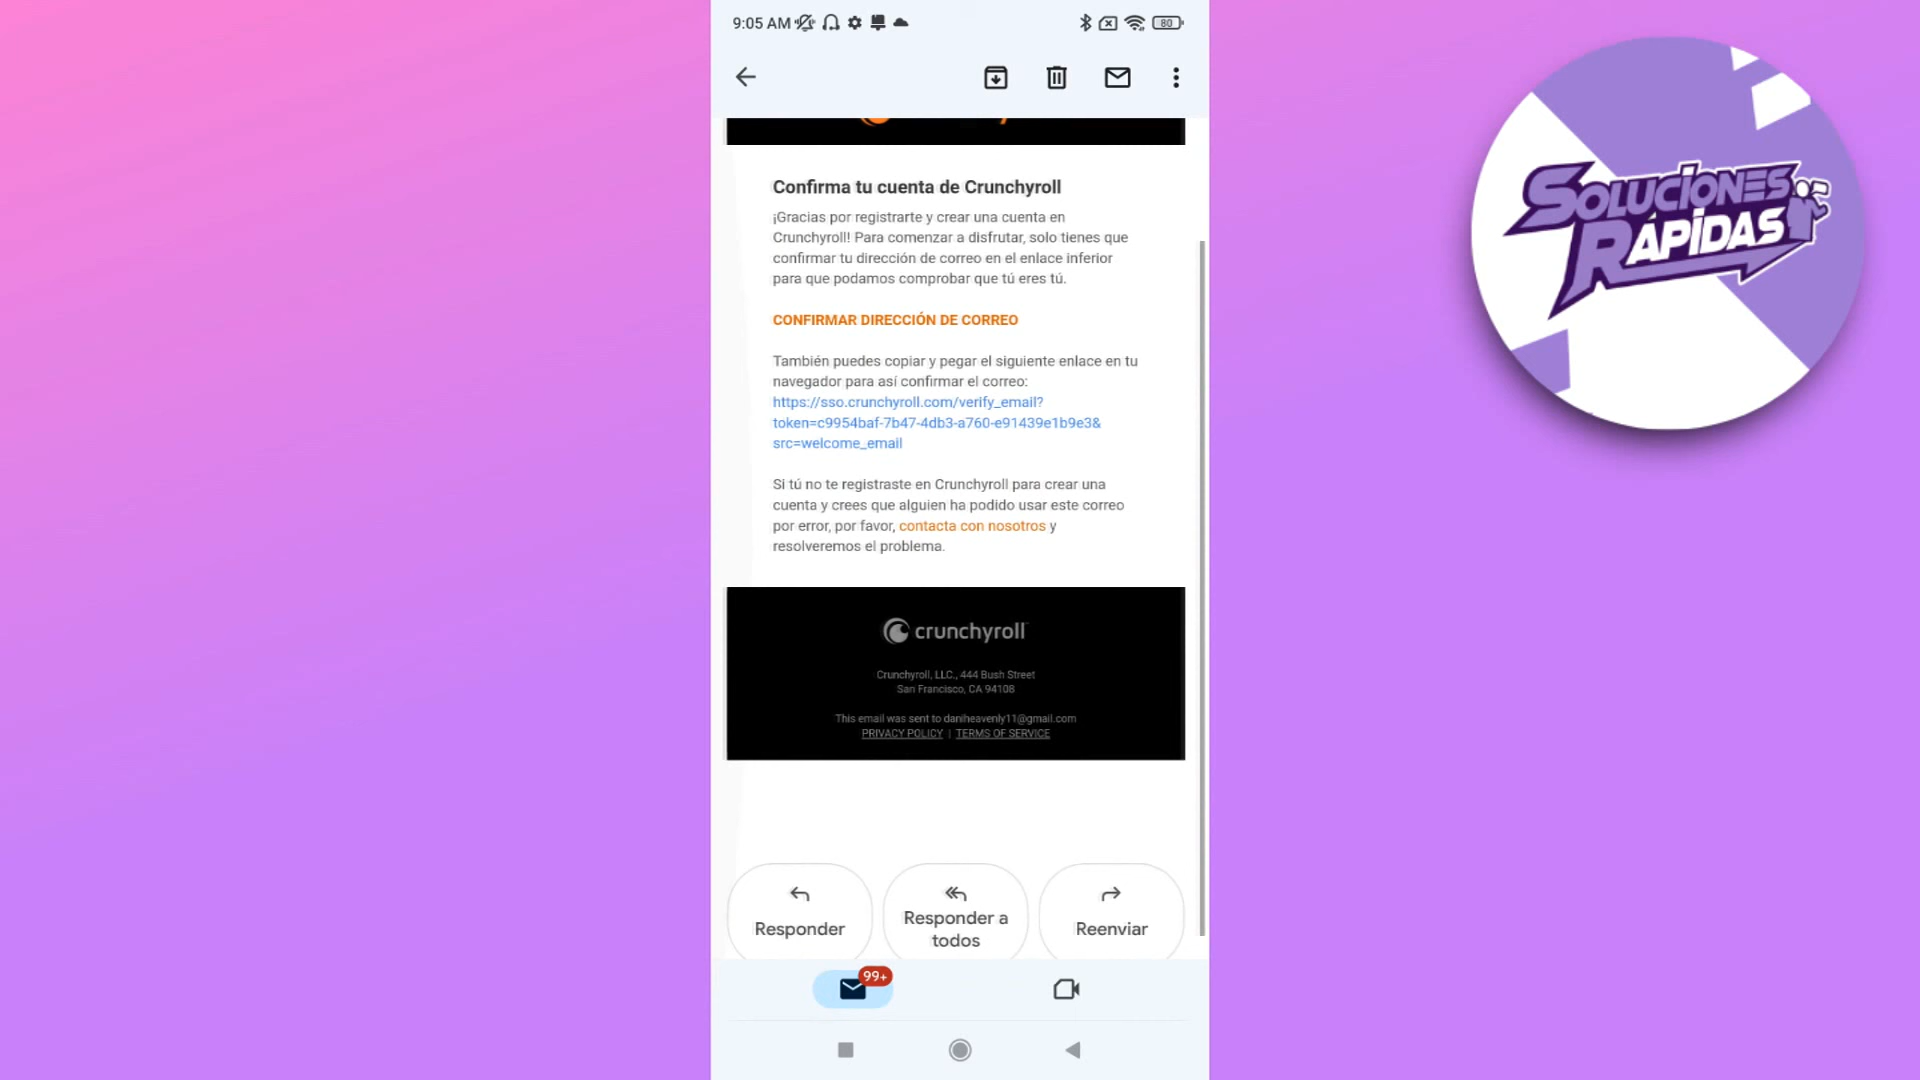 9:05 AM
80
SOLUCIONES
RÁPIDAS
Confirma tu cuenta de Crunchyroll
¡Gracias por registrarte y crear una cuenta en
Crunchyroll! Para comenzar a disfrutar, solo tienes que
confirmar tu dirección de correo en el enlace inferior
para que podamos comprobar que tú eres tú.
CONFIRMAR DIRECCIÓN DE CORREO
También puedes copiar y pegar el siguiente enlace en tu
navegador para así confirmar el correo:
https://sso.crunchyroll.com/verify_email?
token=c9954baf-7b47-4db3-a760-e91439e1b9e3&
src=welcome_email
Si tú no te registraste en Crunchyroll para crear una
cuenta y crees que alguien ha podido usar este correo
por error, por favor, contacta con nosotros y
resolveremos el problema.
crunchyroll
Crunchyroll, LLC., 444 Bush Street
San Francisco, CA 94108
This email was sent to daniheavenly11@gmail.com
PRIVACY POLICY | TERMS OF SERVICE
Responder
Responder a
todos
Reenviar
99+